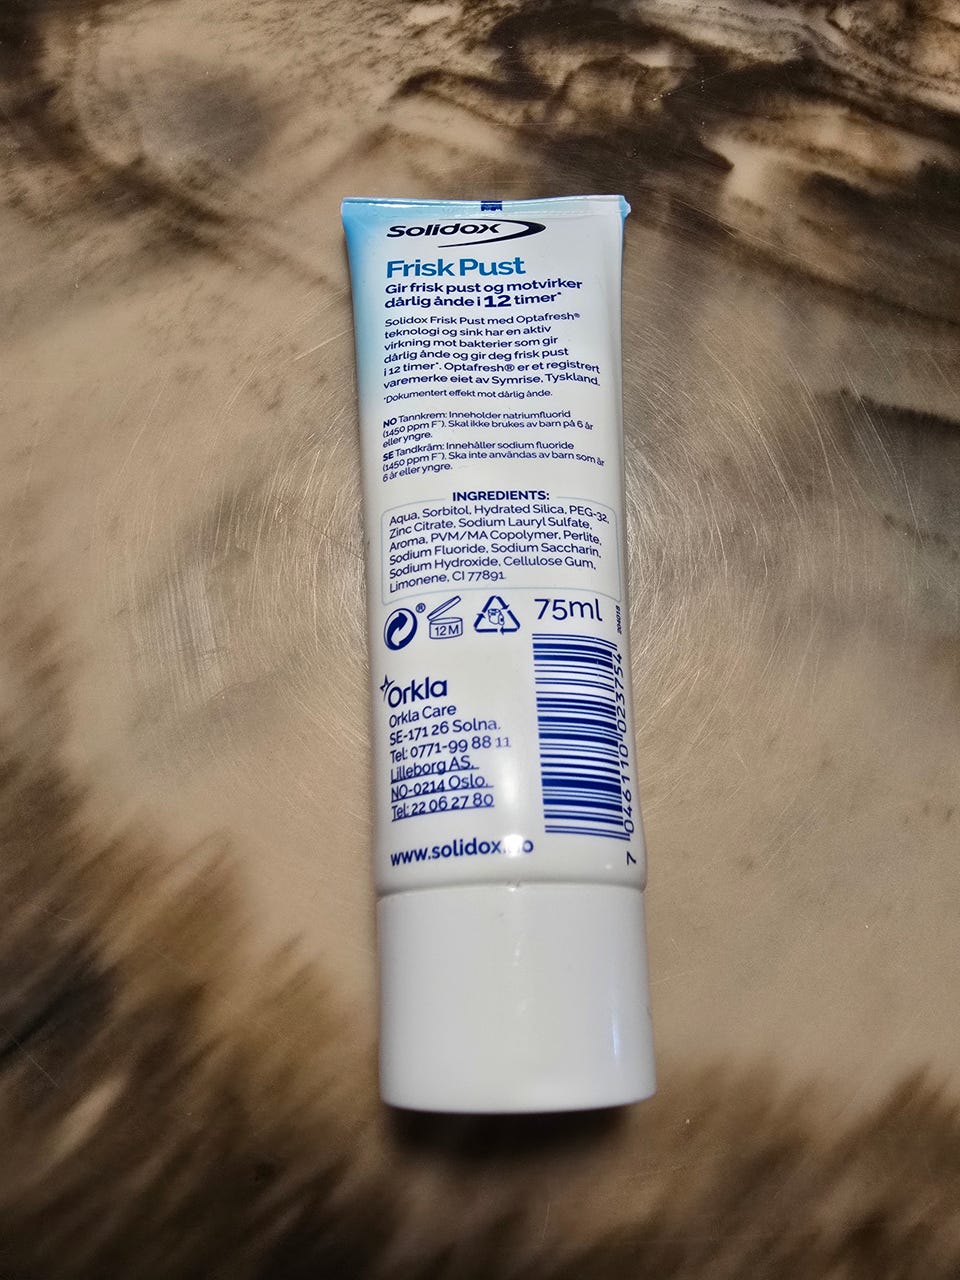 Solidox
Frisk Pust
Gir frisk pust og motvirker
dårlig ånde i 12 timer*
Solidox Frisk Pust med Optafresh®
teknologi og sink har en aktiv
virkning mot bakterier som gir
dårlig ånde og gir deg frisk pust
i 12 timer*. Optafresh® er et registrert
varemerke eiet av Symrise, Tyskland.
*Dokumentert effekt mot dårlig ånde.
NO Tannkrem: Inneholder natriumfluorid
(1450 ppm F⁻). Skal ikke brukes av barn på 6 år
eller yngre.
SE Tandkräm: Innehåller sodium fluoride
(1450 ppm F⁻). Ska inte användas av barn som är
6 år eller yngre.
INGREDIENTS:
Aqua, Sorbitol, Hydrated Silica, PEG-32,
Zinc Citrate, Sodium Lauryl Sulfate,
Aroma, PVM/MA Copolymer, Perlite,
Sodium Fluoride, Sodium Saccharin,
Sodium Hydroxide, Cellulose Gum,
Limonene, CI 77891.
®
12M
75ml
204018
Orkla
Orkla Care
SE-171 26 Solna.
Tel: 0771-99 88 11
Lilleborg AS.
NO-0214 Oslo.
Tel: 22 06 27 80
7 046110 023754
www.solidox.no